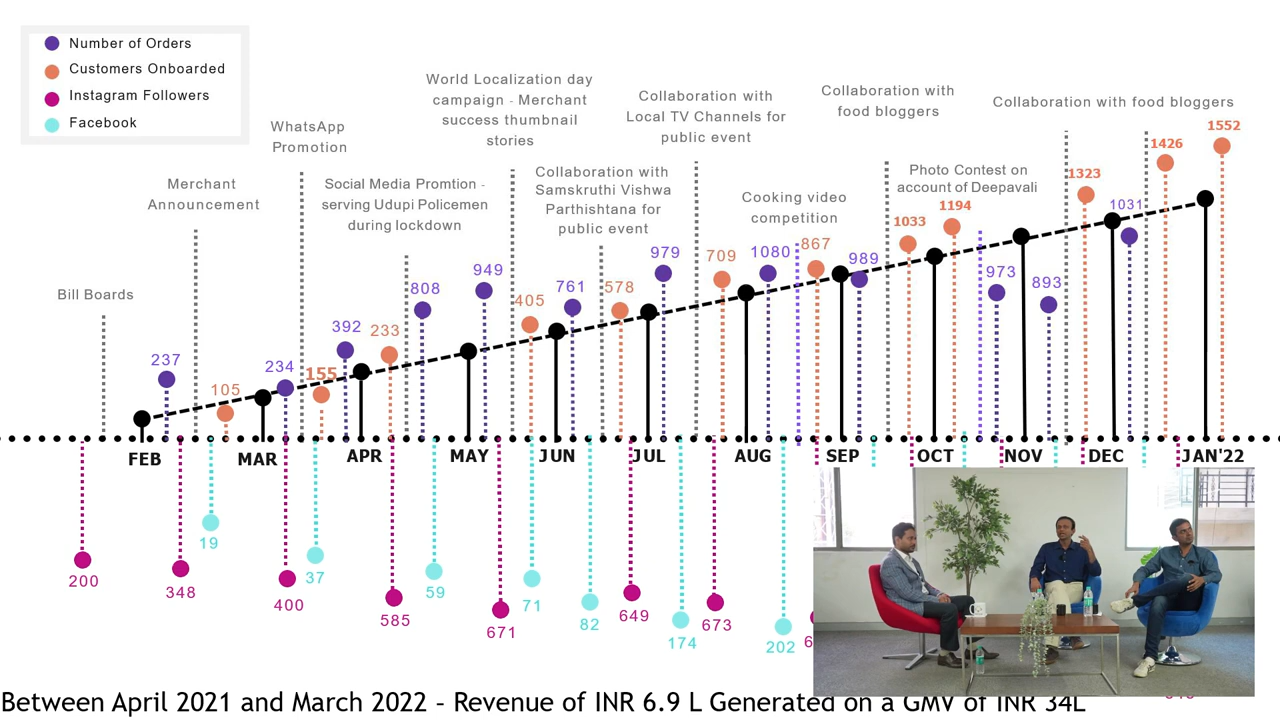 Number of Orders
Customers Onboarded
Instagram Followers
Facebook
Bill Boards
Merchant
Announcement
WhatsApp
Promotion
Social Media Promtion -
serving Udupi Policemen
during lockdown
World Localization day
campaign - Merchant
success thumbnail
stories
Collaboration with
Samskruthi Vishwa
Parthishtana for
public event
Collaboration with
Local TV Channels for
public event
Cooking video
competition
Collaboration with
food bloggers
Photo Contest on
account of Deepavali
Collaboration with food bloggers
237
105
234
155
392
233
808
949
405
761
578
979
709
1080
867
989
1033
1194
973
893
1323
1031
1426
1552
FEB
MAR
APR
MAY
JUN
JUL
AUG
SEP
OCT
NOV
DEC
JAN'22
200
348
19
400
37
585
59
671
71
82
649
174
673
202
Between April 2021 and March 2022 – Revenue of INR 6.9 L Generated on a GMV of INR 34L